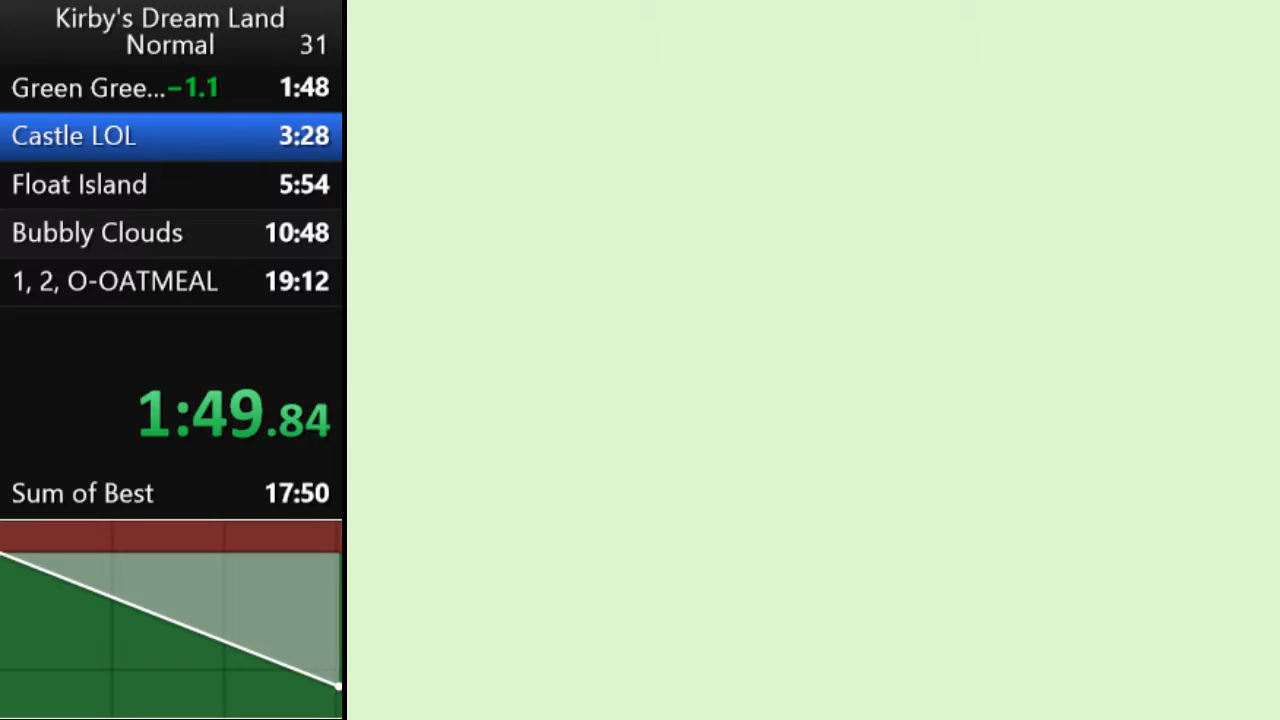 Kirby's Dream Land
Normal 31
Green Gree... −1.1 1:48
Castle LOL 3:28
Float Island 5:54
Bubbly Clouds 10:48
1, 2, O-OATMEAL 19:12
1:49.84
Sum of Best 17:50